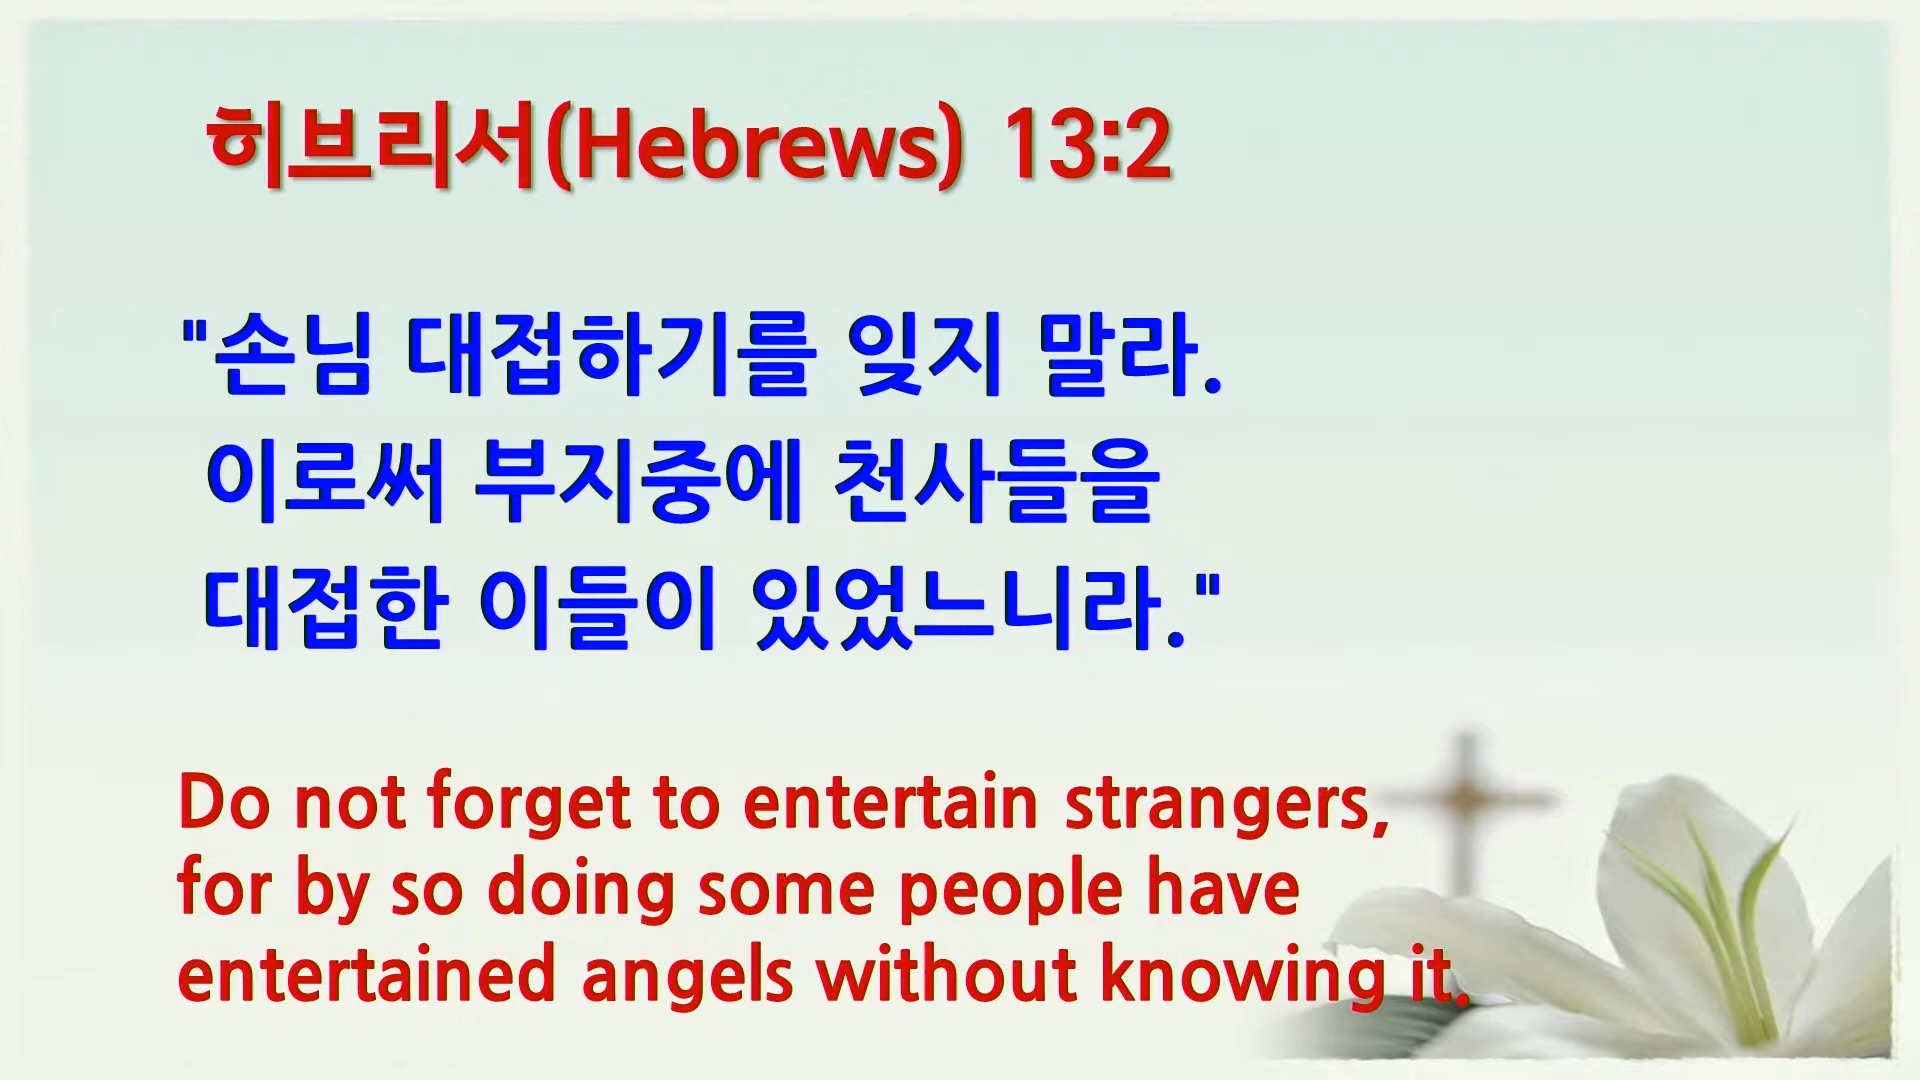 히브리서(Hebrews) 13:2
"손님 대접하기를 잊지 말라.
이로써 부지중에 천사들을
대접한 이들이 있었느니라."
Do not forget to entertain strangers,
for by so doing some people have
entertained angels without knowing it.